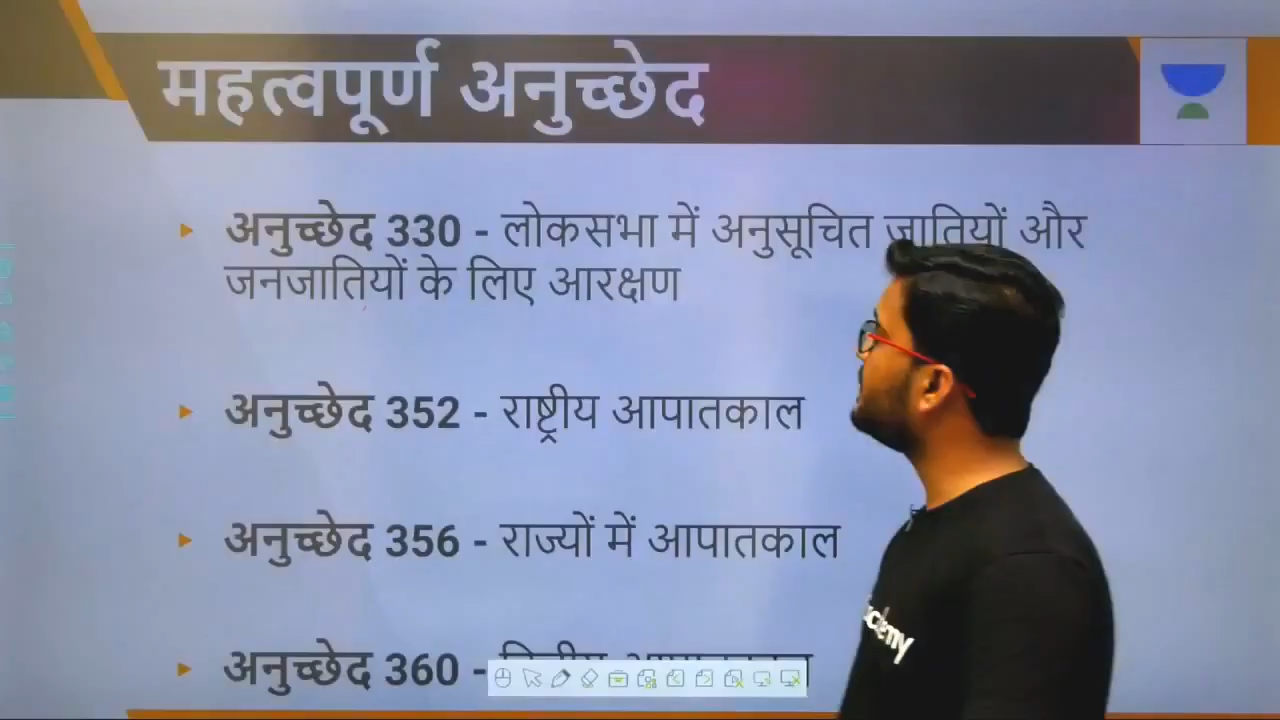 महत्वपूर्ण अनुच्छेद
अनुच्छेद 330 - लोकसभा में अनुसूचित जातियों और
जनजातियों के लिए आरक्षण
अनुच्छेद 352 - राष्ट्रीय आपातकाल
अनुच्छेद 356 - राज्यों में आपातकाल
अनुच्छेद 360 -